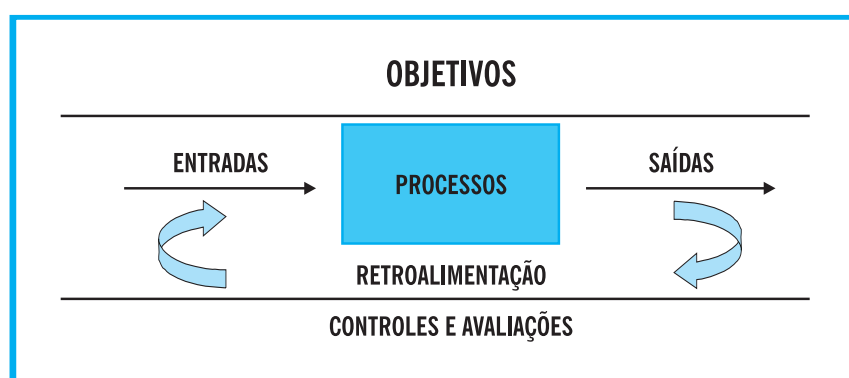 OBJETIVOS
ENTRADAS
PROCESSOS
SAÍDAS
RETROALIMENTAÇÃO
CONTROLES E AVALIAÇÕES